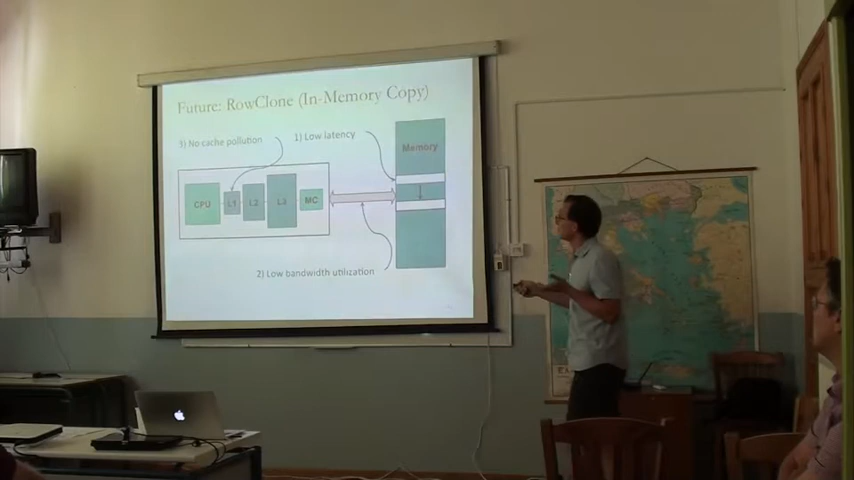 Future: RowClone (In-Memory Copy)
3) No cache pollution
1) Low latency
Memory
CPU
L1
L2
L3
MC
2) Low bandwidth utilization